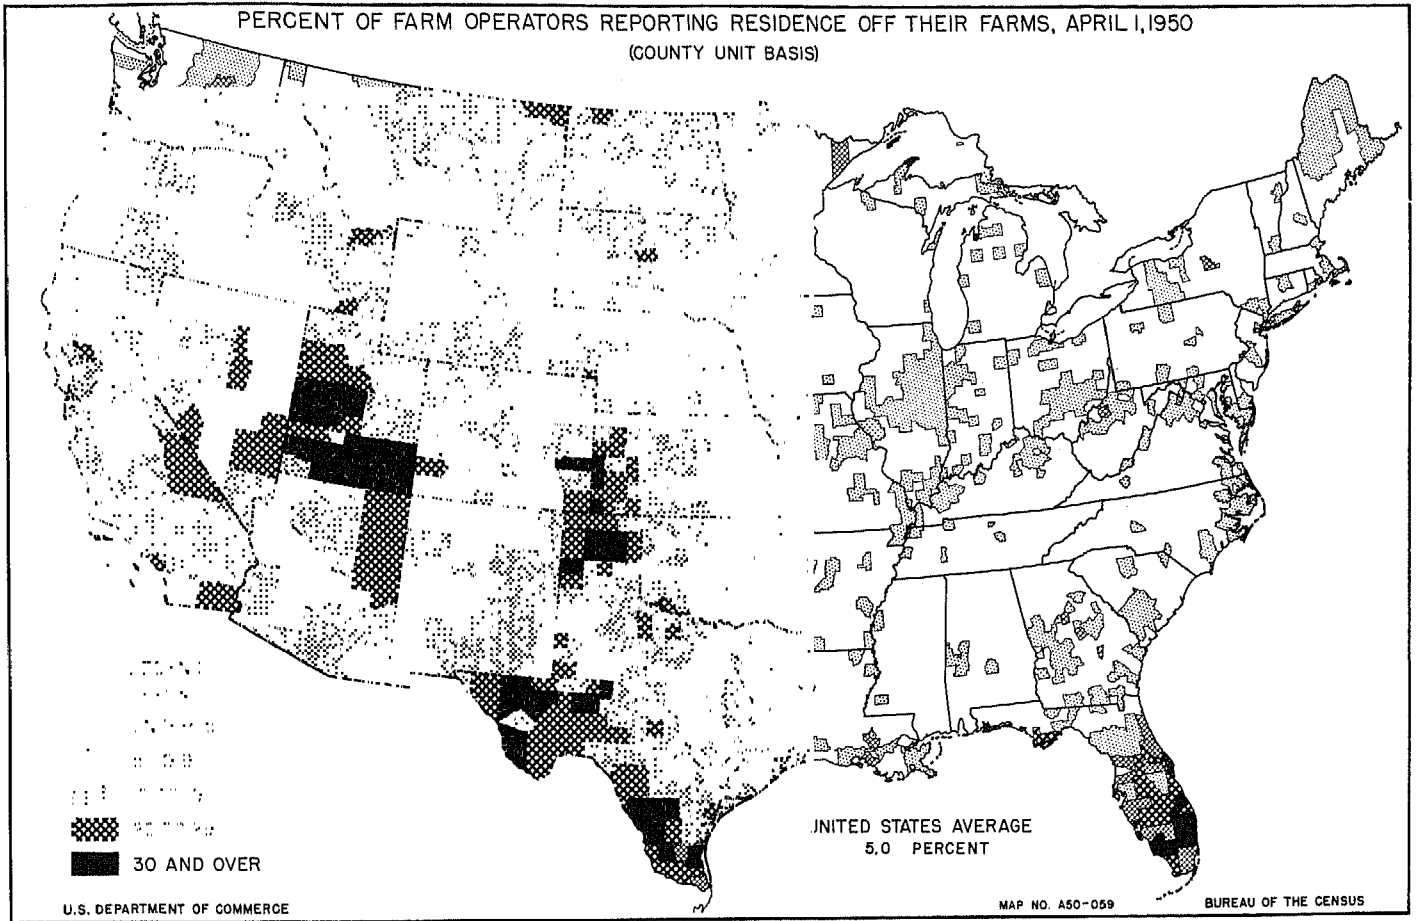 PERCENT OF FARM OPERATORS REPORTING RESIDENCE OFF THEIR FARMS, APRIL 1, 1950
(COUNTY UNIT BASIS)
UNITED STATES AVERAGE
5.0 PERCENT
30 AND OVER
U.S. DEPARTMENT OF COMMERCE
MAP NO. A50-059
BUREAU OF THE CENSUS